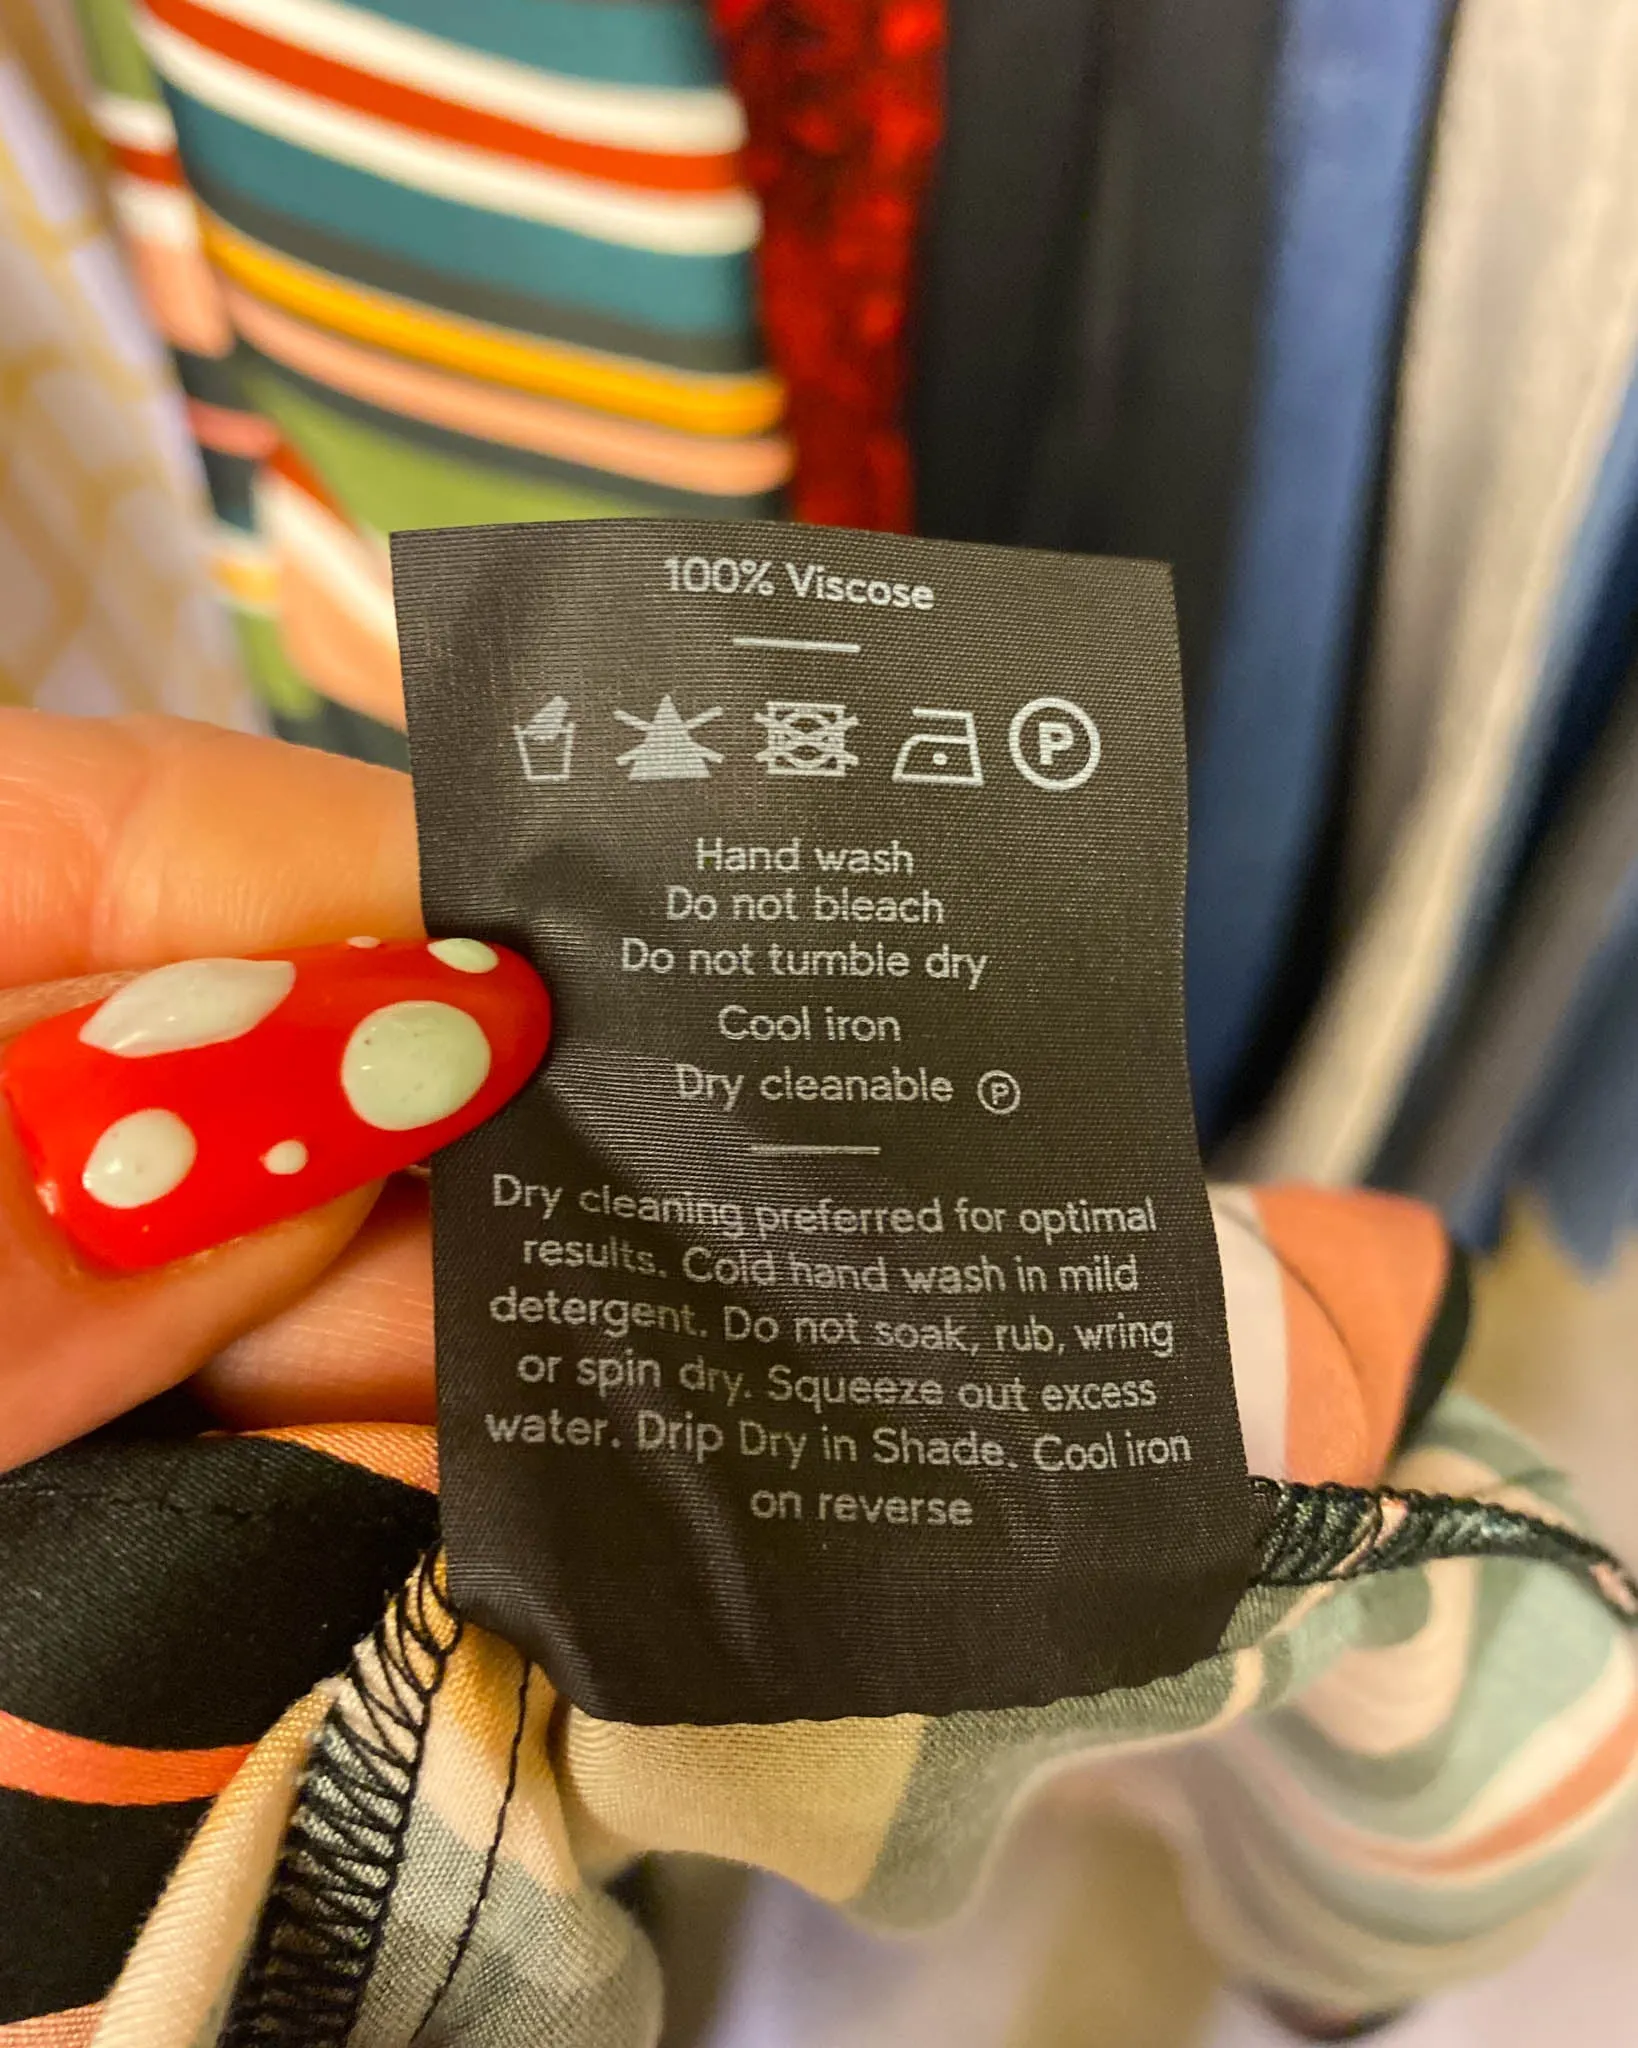 100% Viscose
P
Hand wash
Do not bleach
Do not tumble dry
Cool iron
Dry cleanable Ⓟ
Dry cleaning preferred for optimal
results. Cold hand wash in mild
detergent. Do not soak, rub, wring
or spin dry. Squeeze out excess
water. Drip Dry in Shade. Cool iron
on reverse